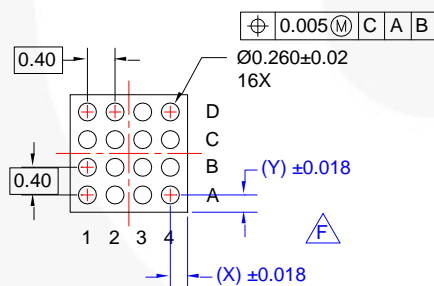 ⌖ 0.005 Ⓜ C A B
0.40
Ø0.260±0.02
16X
D
C
B
A
0.40
(Y) ±0.018
F
1 2 3 4
(X) ±0.018